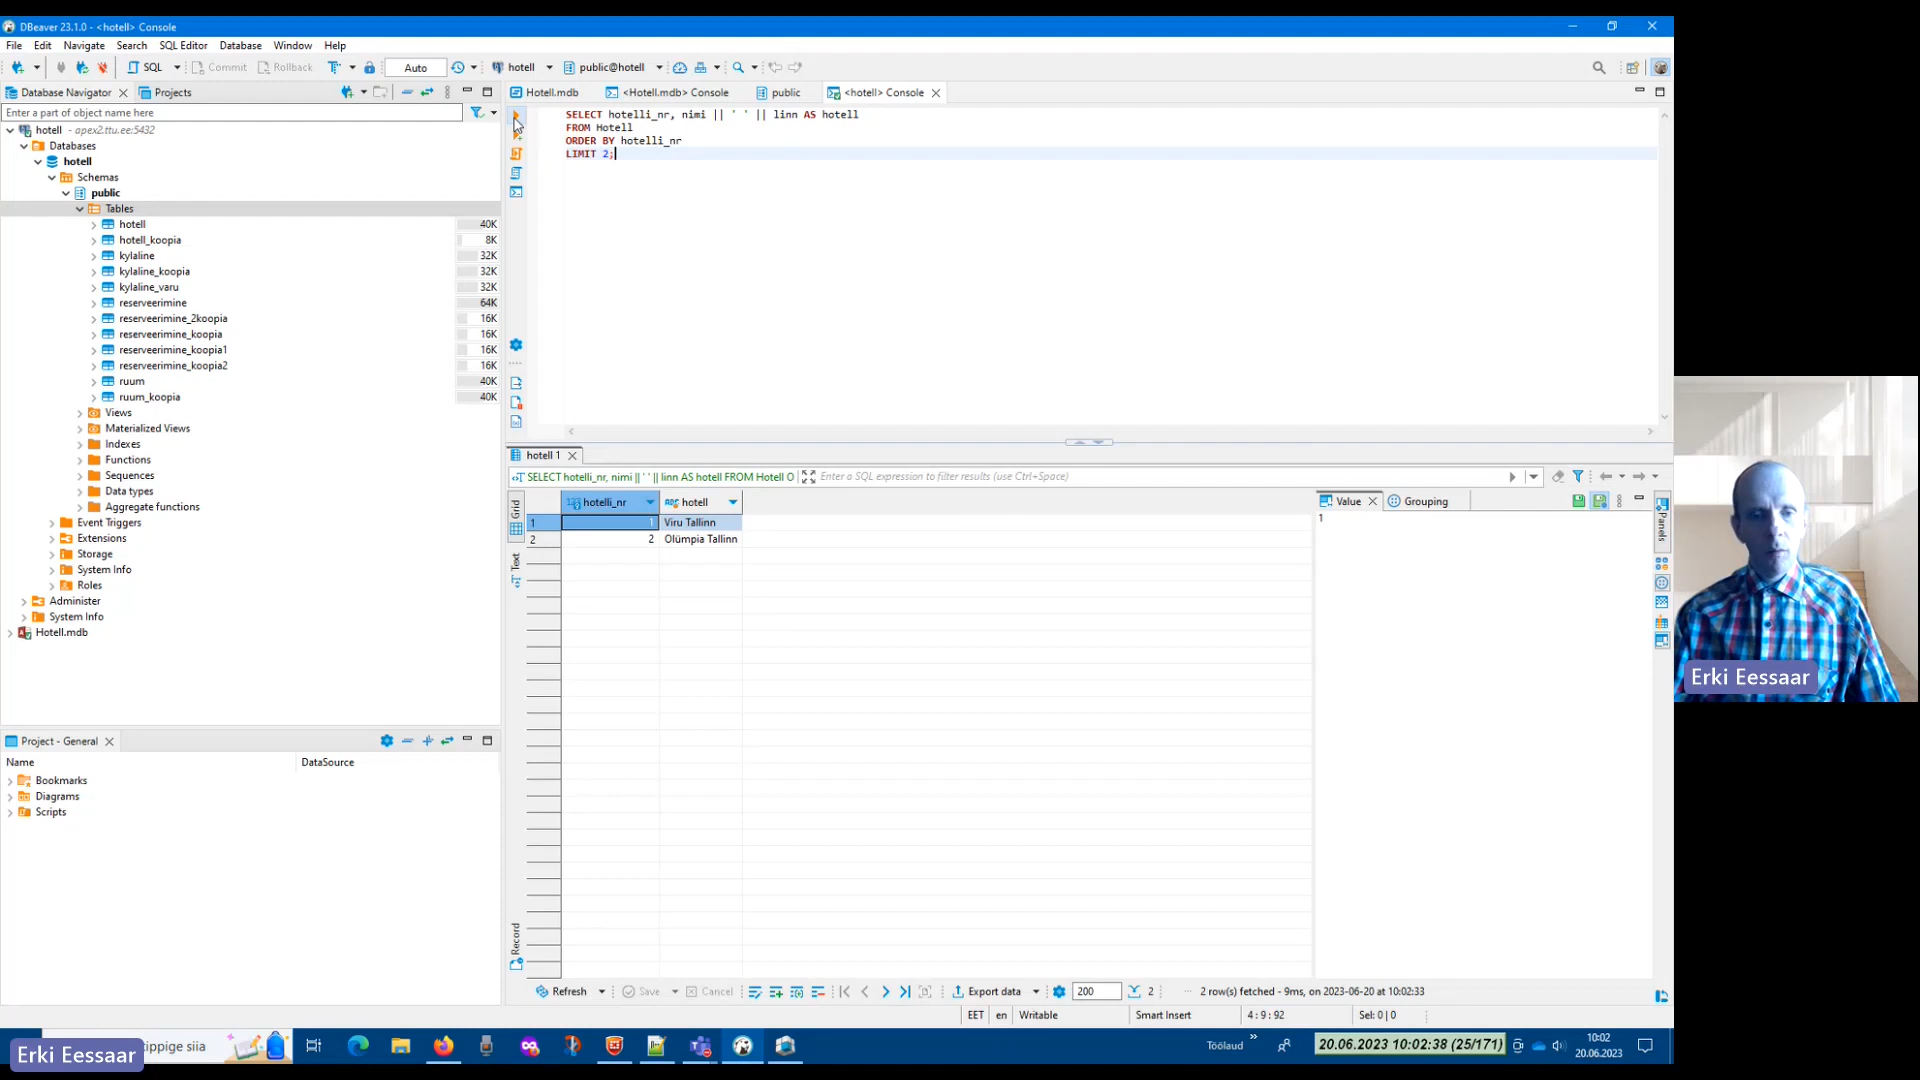 DBeaver 23.1.0 - <hotell> Console
File Edit Navigate Search SQL Editor Database Window Help
SQL Commit Rollback Auto hotell public@hotell
Database Navigator Projects
Hotell.mdb <Hotell.mdb> Console public <hotell> Console
Enter a part of object name here
SELECT hotelli_nr, nimi || ' ' || linn AS hotell
FROM Hotell
ORDER BY hotelli_nr
LIMIT 2;
hotell - apex2.ttu.ee:5432
Databases
hotell
Schemas
public
Tables
hotell 40K
hotell_koopia 8K
kylaline 32K
kylaline_koopia 32K
kylaline_varu 32K
reserveerimine 64K
reserveerimine_2koopia 16K
reserveerimine_koopia 16K
reserveerimine_koopia1 16K
reserveerimine_koopia2 16K
ruum 40K
ruum_koopia 40K
Views
Materialized Views
Indexes
Functions
Sequences
Data types
Aggregate functions
Event Triggers
Extensions
Storage
System Info
Roles
Administer
System Info
Hotell.mdb
hotell 1
SELECT hotelli_nr, nimi || ' ' || linn AS hotell FROM Hotell O Enter a SQL expression to filter results (use Ctrl+Space)
Grid
Text
Record
123 hotelli_nr ABC hotell
1 1 Viru Tallinn
2 2 Olümpia Tallinn
Value Grouping
1
Panels
Project - General
Name DataSource
Bookmarks
Diagrams
Scripts
Refresh Save Cancel Export data 200 2 2 row(s) fetched - 9ms, on 2023-06-20 at 10:02:33
EET en Writable Smart Insert 4 : 9 : 92 Sel: 0 | 0
Erki Eessaar
Erki Eessaar
tippige siia
Töölaud
20.06.2023 10:02:38 (25/171)
10:02
20.06.2023